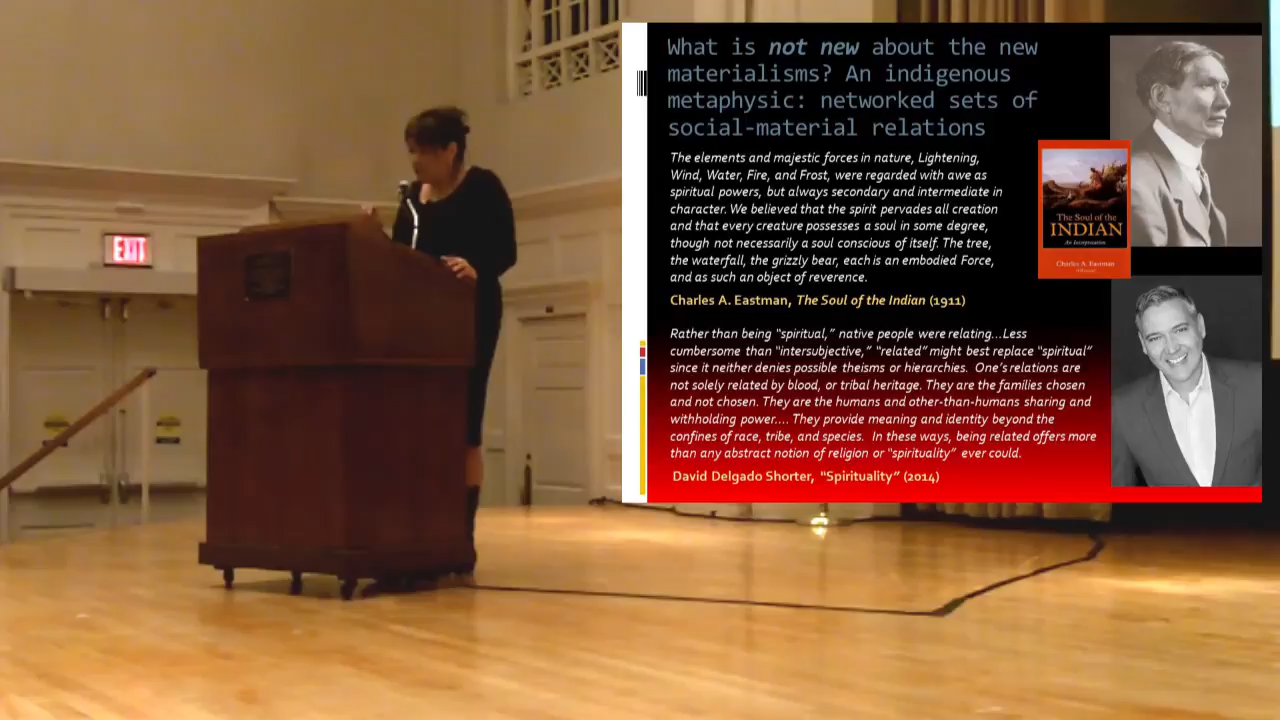 EXIT
What is not new about the new
materialisms? An indigenous
metaphysic: networked sets of
social-material relations
The elements and majestic forces in nature, Lightening,
Wind, Water, Fire, and Frost, were regarded with awe as
spiritual powers, but always secondary and intermediate in
character. We believed that the spirit pervades all creation
and that every creature possesses a soul in some degree,
though not necessarily a soul conscious of itself. The tree,
the waterfall, the grizzly bear, each is an embodied Force,
and as such an object of reverence.
Charles A. Eastman, The Soul of the Indian (1911)
The Soul of the
INDIAN
An Interpretation
Charles A. Eastman
Rather than being “spiritual,” native people were relating...Less
cumbersome than “intersubjective,” “related” might best replace “spiritual”
since it neither denies possible theisms or hierarchies. One’s relations are
not solely related by blood, or tribal heritage. They are the families chosen
and not chosen. They are the humans and other-than-humans sharing and
withholding power.... They provide meaning and identity beyond the
confines of race, tribe, and species. In these ways, being related offers more
than any abstract notion of religion or “spirituality” ever could.
David Delgado Shorter, “Spirituality” (2014)